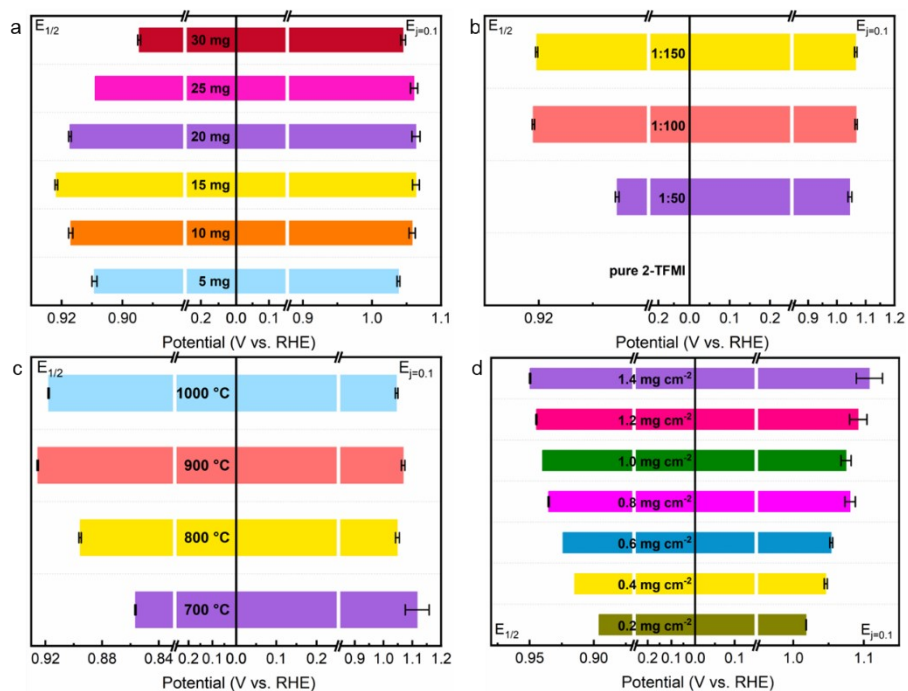 a
E1/2
Ej=0.1
30 mg
25 mg
20 mg
15 mg
10 mg
5 mg
0.92 0.90 0.2 0.0 0.1 0.9 1.0 1.1
Potential (V vs. RHE)
b
E1/2
Ej=0.1
1:150
1:100
1:50
pure 2-TFMI
0.92 0.2 0.0 0.2 0.9 1.0 1.1 1.2
Potential (V vs. RHE)
c
E1/2
Ej=0.1
1000 °C
900 °C
800 °C
700 °C
0.92 0.88 0.84 0.2 0.1 0.0 0.2 0.9 1.0 1.1 1.2
Potential (V vs. RHE)
d
1.4 mg cm-2
1.2 mg cm-2
1.0 mg cm-2
0.8 mg cm-2
0.6 mg cm-2
0.4 mg cm-2
0.2 mg cm-2
E1/2
Ej=0.1
0.95 0.90 0.2 0.1 0.0 0.1 1.0 1.1
Potential (V vs. RHE)